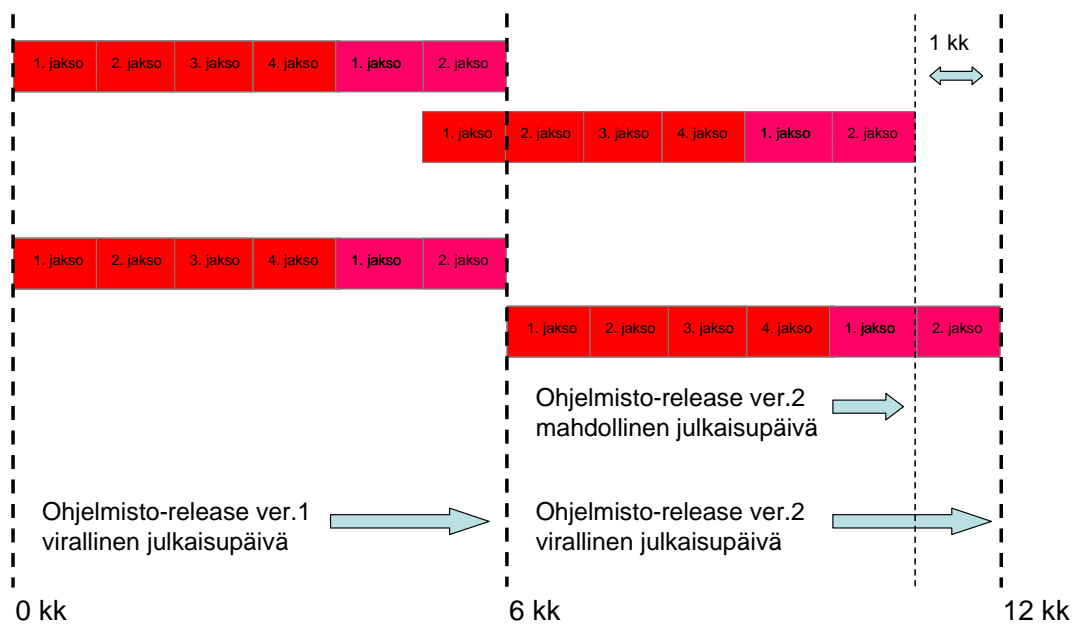 1 kk
1. jakso 2. jakso 3. jakso 4. jakso 1. jakso 2. jakso
1. jakso 2. jakso 3. jakso 4. jakso 1. jakso 2. jakso
1. jakso 2. jakso 3. jakso 4. jakso 1. jakso 2. jakso
1. jakso 2. jakso 3. jakso 4. jakso 1. jakso 2. jakso
Ohjelmisto-release ver.2
mahdollinen julkaisupäivä
Ohjelmisto-release ver.1
virallinen julkaisupäivä
Ohjelmisto-release ver.2
virallinen julkaisupäivä
0 kk 6 kk 12 kk